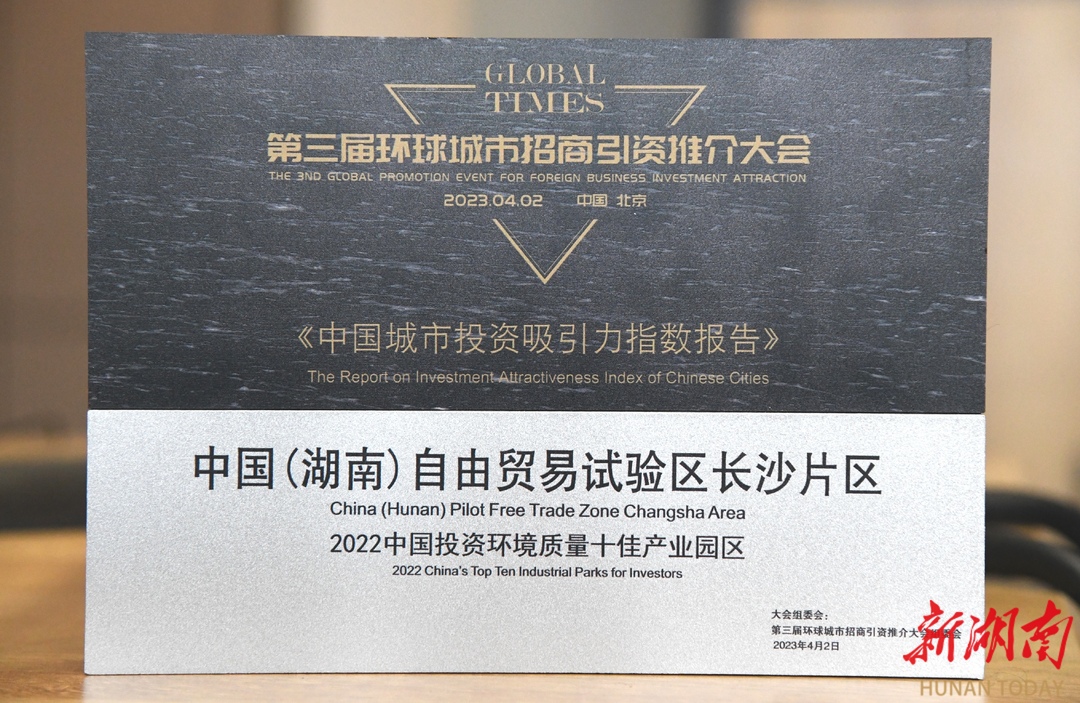 GLOBAL
TIMES
第三届环球城市招商引资推介大会
THE 3ND GLOBAL PROMOTION EVENT FOR FOREIGN BUSINESS INVESTMENT ATTRACTION
2023.04.02 中国 北京
《中国城市投资吸引力指数报告》
The Report on Investment Attractiveness Index of Chinese Cities
中国(湖南)自由贸易试验区长沙片区
China (Hunan) Pilot Free Trade Zone Changsha Area
2022中国投资环境质量十佳产业园区
2022 China's Top Ten Industrial Parks for Investors
大会组委会:
第三届环球城市招商引资推介大会组委会
2023年4月2日
新湖南
HUNAN TODAY